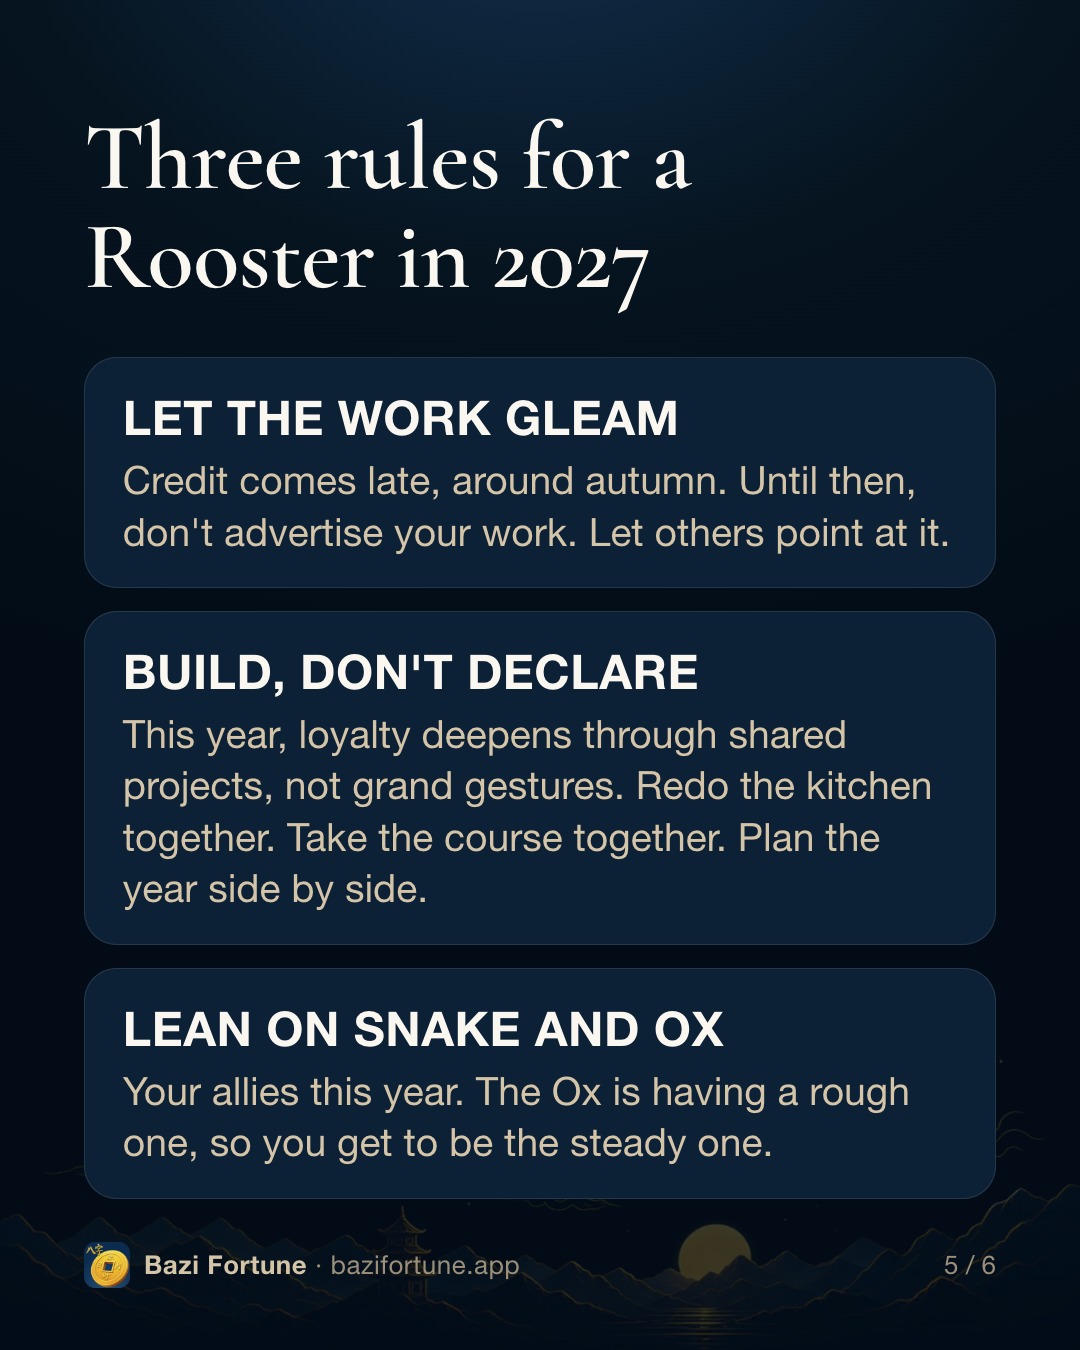 Three rules for a
Rooster in 2027
LET THE WORK GLEAM
Credit comes late, around autumn. Until then,
don't advertise your work. Let others point at it.
BUILD, DON'T DECLARE
This year, loyalty deepens through shared
projects, not grand gestures. Redo the kitchen
together. Take the course together. Plan the
year side by side.
LEAN ON SNAKE AND OX
Your allies this year. The Ox is having a rough
one, so you get to be the steady one.
八字
Bazi Fortune · bazifortune.app
5 / 6